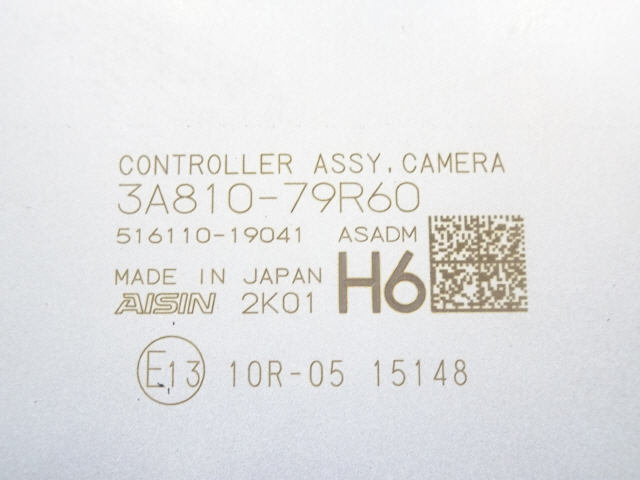 CONTROLLER ASSY, CAMERA
3A810-79R60
516110-19041 ASADM
MADE IN JAPAN
AISIN 2K01 H6
E13 10R-05 15148